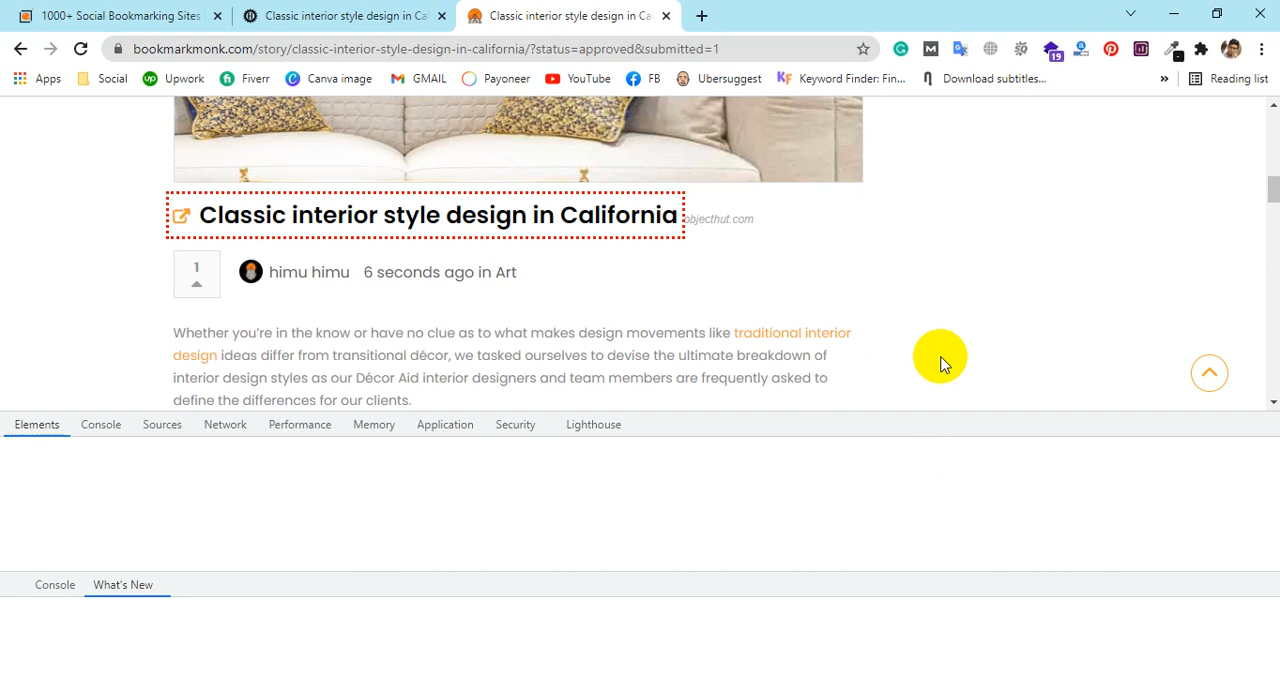 1000+ Social Bookmarking Sites
Classic interior style design in Ca
Classic interior style design in Ca
bookmarkmonk.com/story/classic-interior-style-design-in-california/?status=approved&submitted=1
19
Apps Social Upwork Fiverr Canva image GMAIL Payoneer YouTube FB Ubersuggest Keyword Finder: Fin... Download subtitles... » Reading list
Classic interior style design in California objecthut.com
1
himu himu 6 seconds ago in Art
Whether you're in the know or have no clue as to what makes design movements like traditional interior
design ideas differ from transitional décor, we tasked ourselves to devise the ultimate breakdown of
interior design styles as our Décor Aid interior designers and team members are frequently asked to
define the differences for our clients.
Elements Console Sources Network Performance Memory Application Security Lighthouse
Console What's New